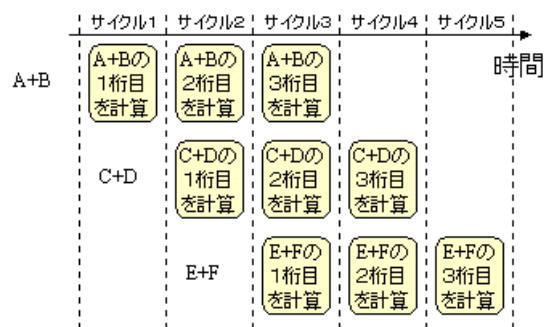 サイクル1 サイクル2 サイクル3 サイクル4 サイクル5
時間
A+B
A+Bの
1桁目
を計算
A+Bの
2桁目
を計算
A+Bの
3桁目
を計算
C+D
C+Dの
1桁目
を計算
C+Dの
2桁目
を計算
C+Dの
3桁目
を計算
E+F
E+Fの
1桁目
を計算
E+Fの
2桁目
を計算
E+Fの
3桁目
を計算